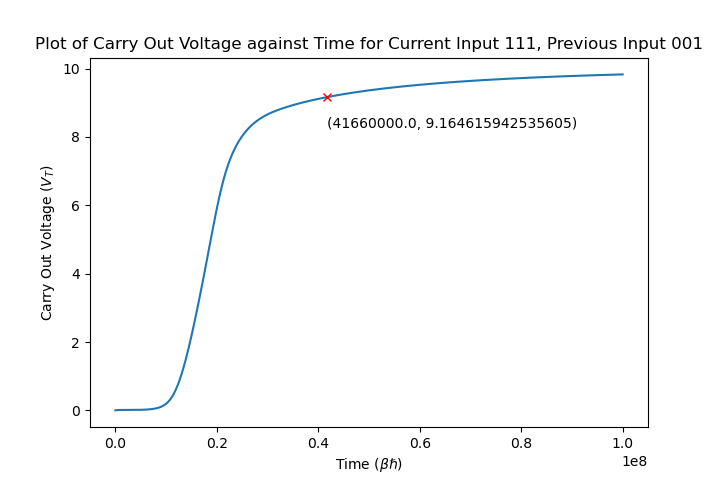 Plot of Carry Out Voltage against Time for Current Input 111, Previous Input 001
10
8
6
4
2
0
Carry Out Voltage (V_T)
(41660000.0, 9.164615942535605)
0.0 0.2 0.4 0.6 0.8 1.0
1e8
Time (βℏ)